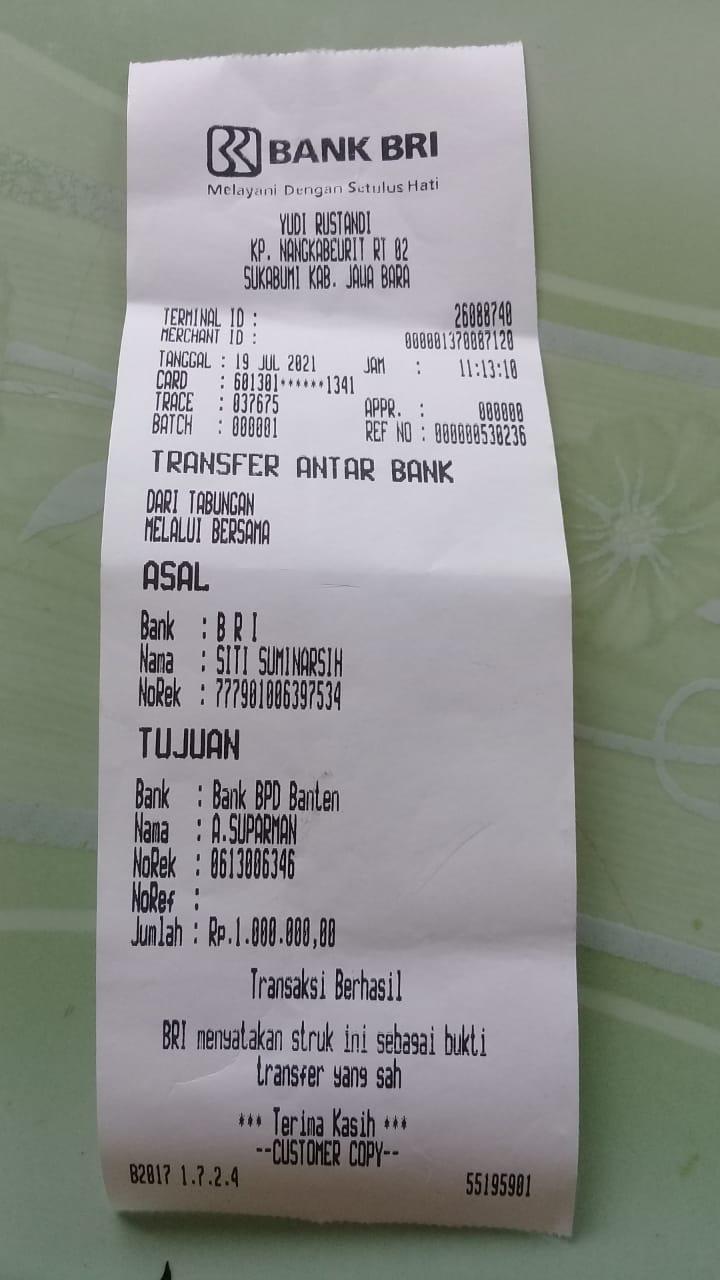 BANK BRI
Melayani Dengan Setulus Hati
YUDI RUSTANDI
KP. NANGKABEURIT RT 02
SUKABUMI KAB. JAWA BARA
TERMINAL ID : 26088740
MERCHANT ID : 000001370087120
TANGGAL : 19 JUL 2021 JAM : 11:13:10
CARD : 601301******1341
TRACE : 037675 APPR. : 000000
BATCH : 000001 REF NO : 000000530236
TRANSFER ANTAR BANK
DARI TABUNGAN
MELALUI BERSAMA
ASAL
Bank : B R I
Nama : SITI SUMINARSIH
NoRek : 777901006397534
TUJUAN
Bank : Bank BPD Banten
Nama : A.SUPARMAN
NoRek : 0613006346
NoRef :
Jumlah : Rp.1.000.000,00
Transaksi Berhasil
BRI menyatakan struk ini sebagai bukti
transfer yang sah
*** Terima Kasih ***
--CUSTOMER COPY--
B2017 1.7.2.4 55195901